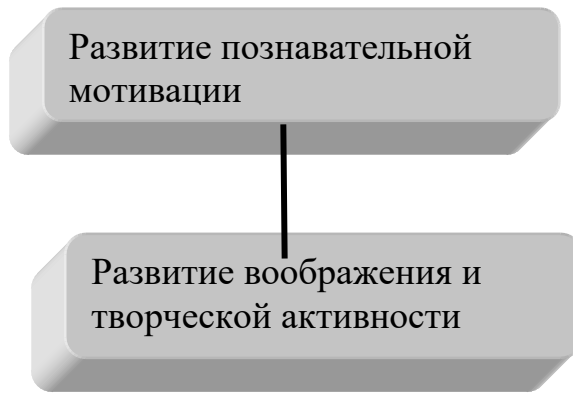 Развитие познавательной
мотивации
Развитие воображения и
творческой активности